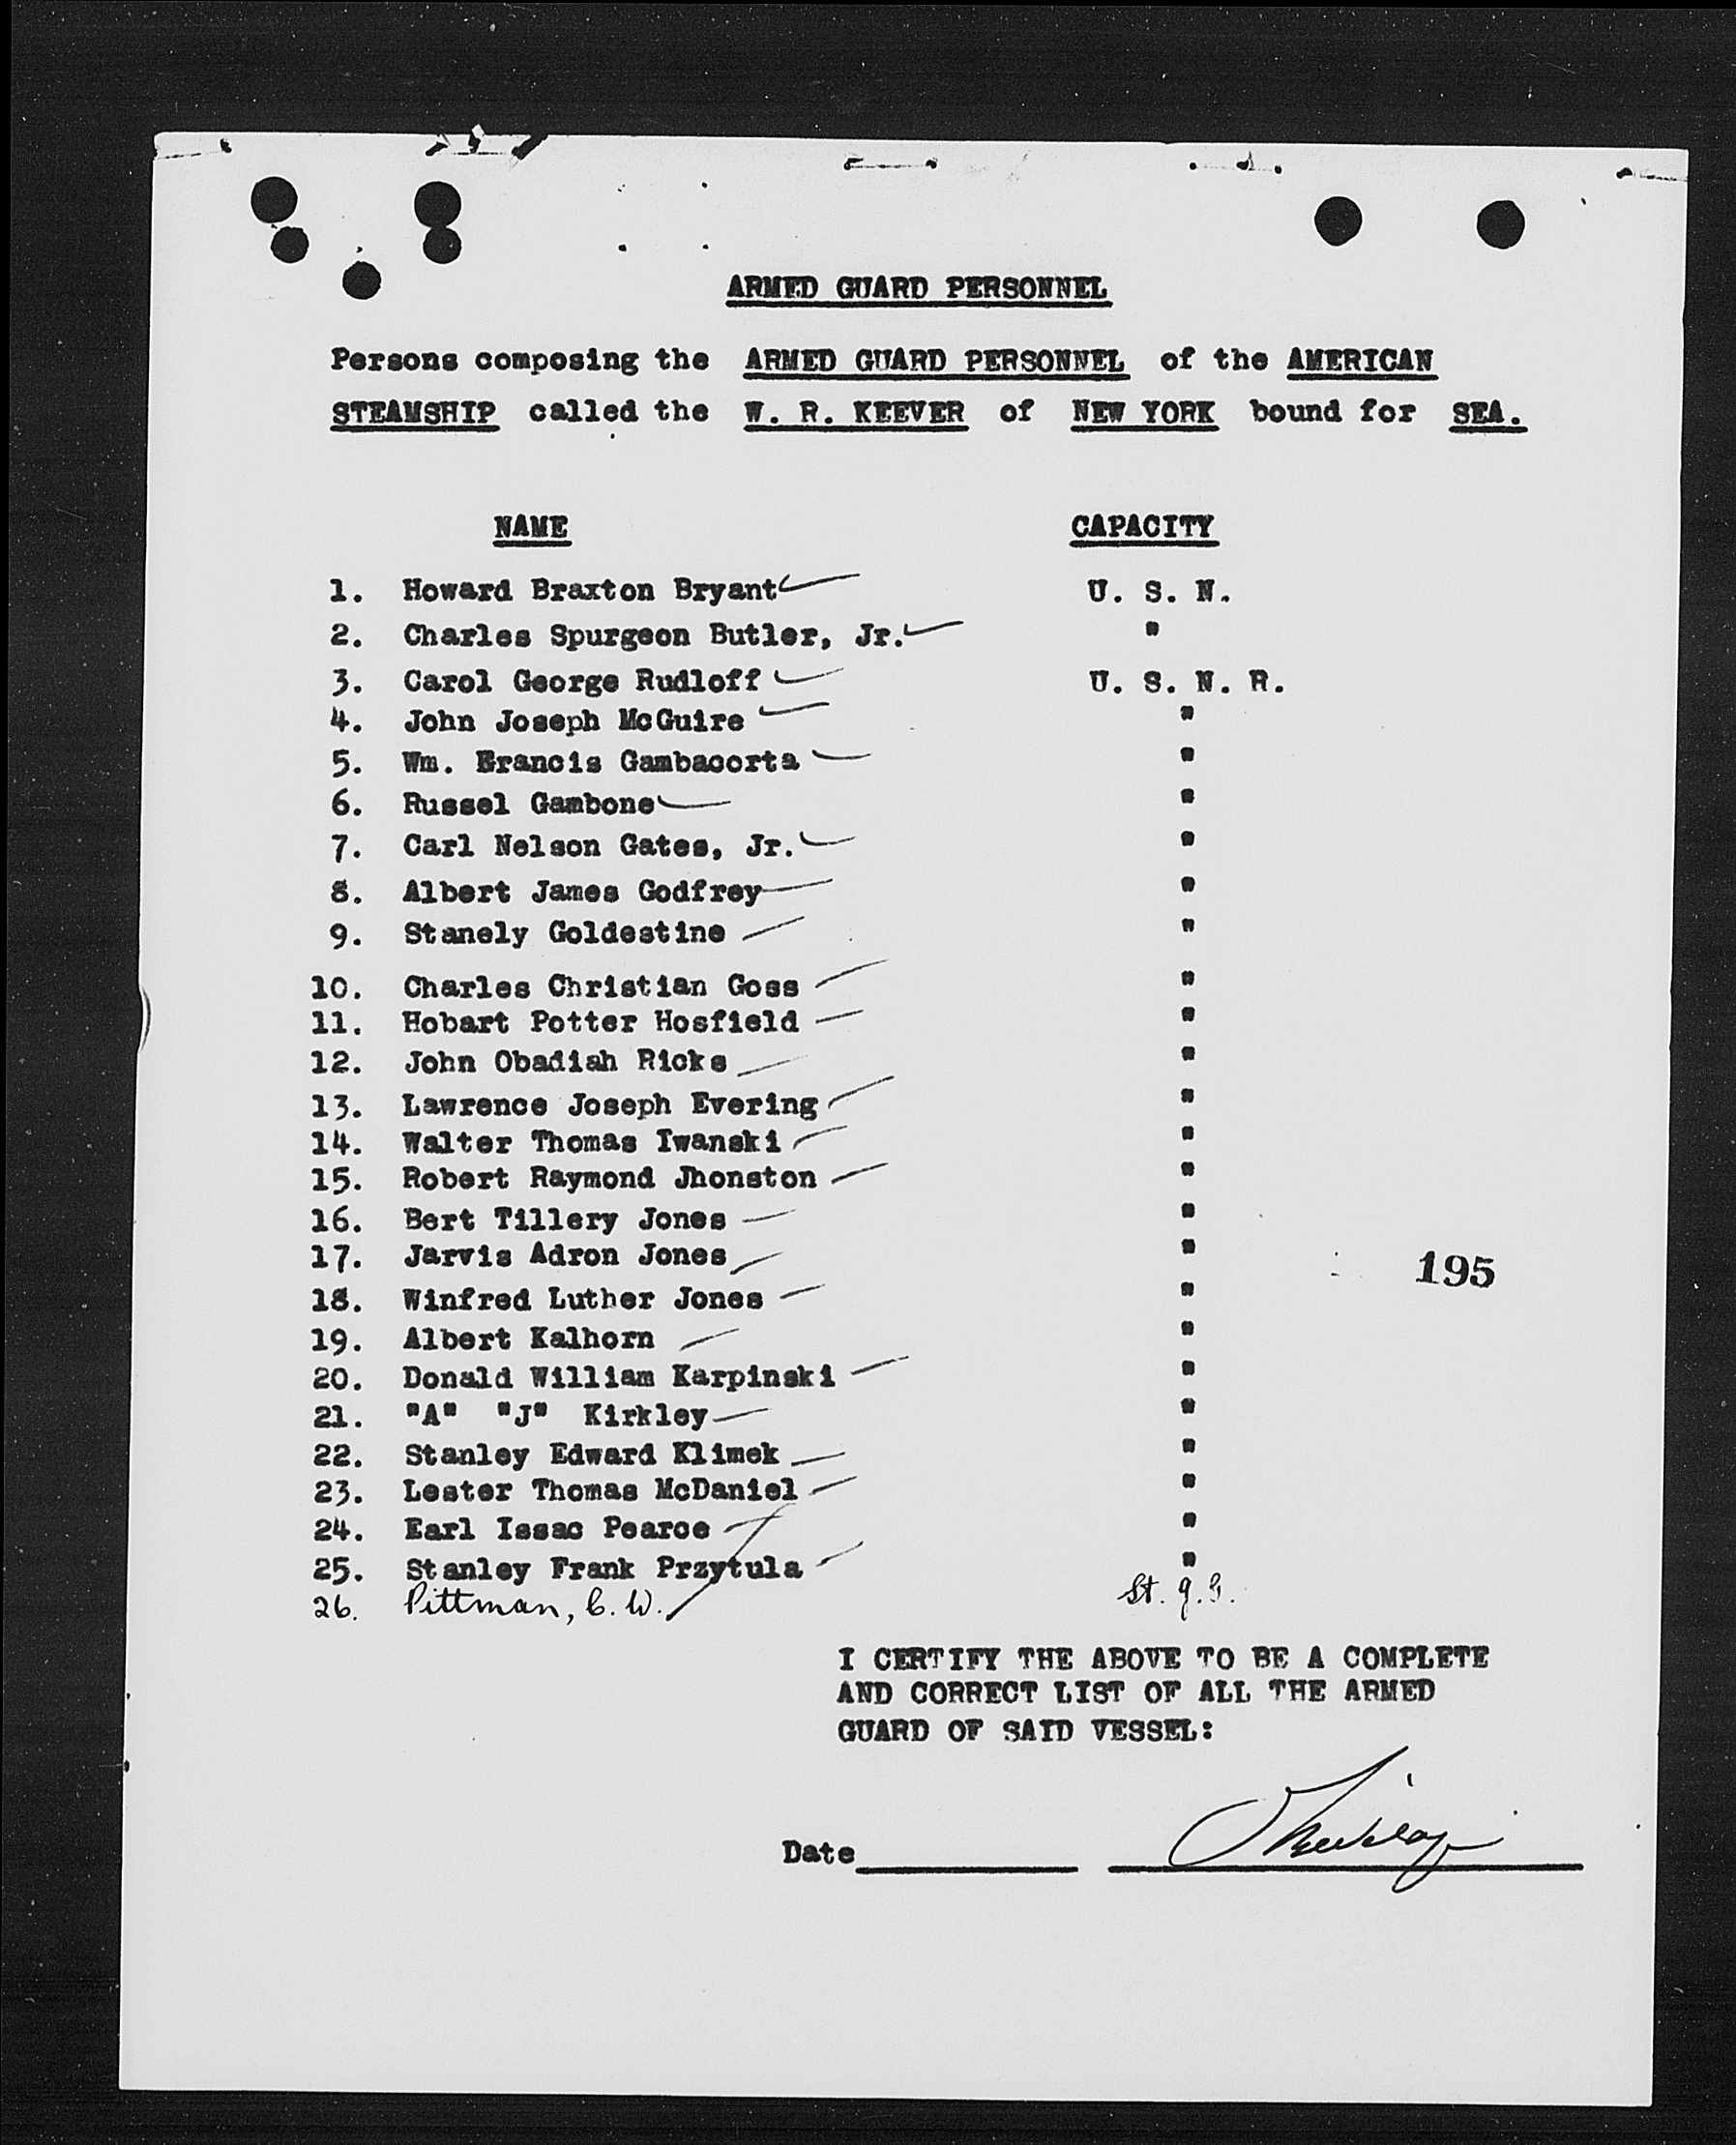 ARMED GUARD PERSONNEL
Persons composing the ARMED GUARD PERSONNEL of the AMERICAN
STEAMSHIP called the W. R. KEEVER of NEW YORK bound for SEA.
NAME CAPACITY
1. Howard Braxton Bryant U. S. N.
2. Charles Spurgeon Butler, Jr. "
3. Carol George Rudloff U. S. N. R.
4. John Joseph McGuire "
5. Wm. Francis Gambacorta "
6. Russel Gambone "
7. Carl Nelson Gates, Jr. "
8. Albert James Godfrey "
9. Stanely Goldestine "
10. Charles Christian Goss "
11. Hobart Potter Hosfield "
12. John Obadiah Ricks "
13. Lawrence Joseph Evering "
14. Walter Thomas Iwanski "
15. Robert Raymond Jhonston "
16. Bert Tillery Jones "
17. Jarvis Adron Jones "
195
18. Winfred Luther Jones "
19. Albert Kalhorn "
20. Donald William Karpinski "
21. "A" "J" Kirkley "
22. Stanley Edward Klimek "
23. Lester Thomas McDaniel "
24. Earl Issac Pearce "
25. Stanley Frank Przytula "
26. Pittman, C. W. Lt. J.G.
I CERTIFY THE ABOVE TO BE A COMPLETE
AND CORRECT LIST OF ALL THE ARMED
GUARD OF SAID VESSEL:
Date